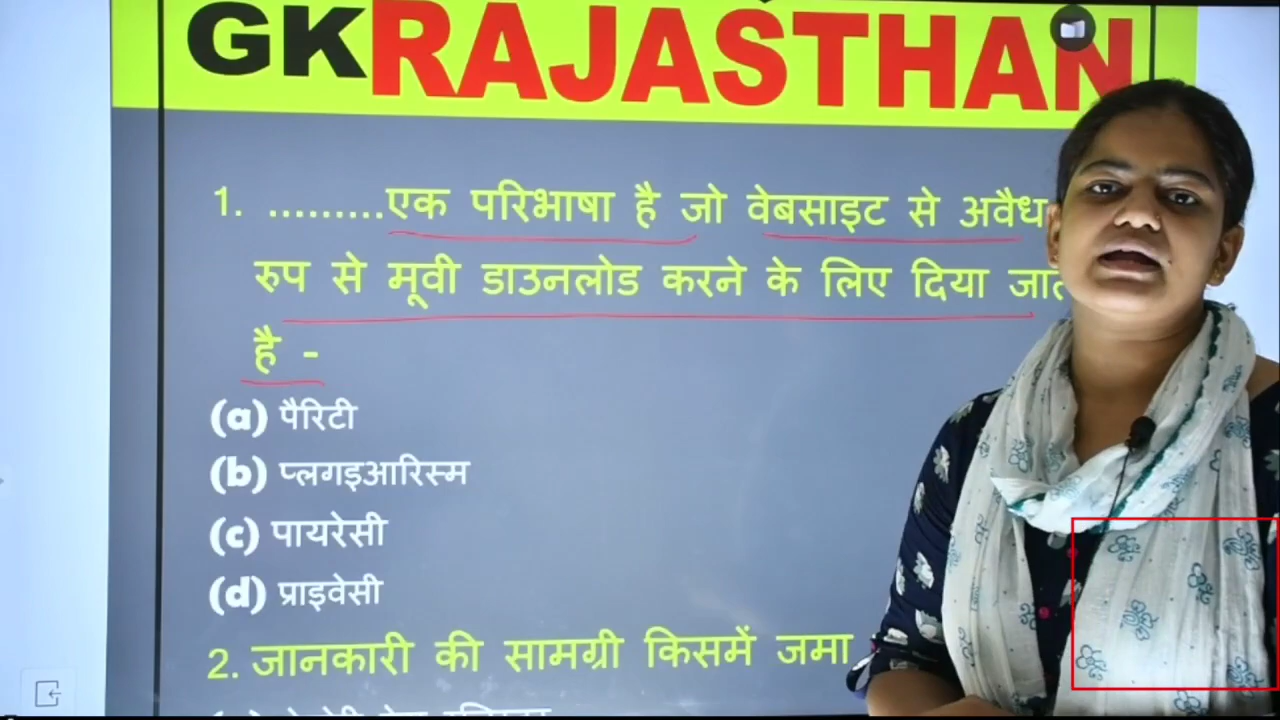 GKRAJASTHAN
1. .........एक परिभाषा है जो वेबसाइट से अवैध
रुप से मूवी डाउनलोड करने के लिए दिया
है -
(a) पैरिटी
(b) प्लगइआरिस्म
(c) पायरेसी
(d) प्राइवेसी
2. जानकारी की सामग्री किसमें जमा